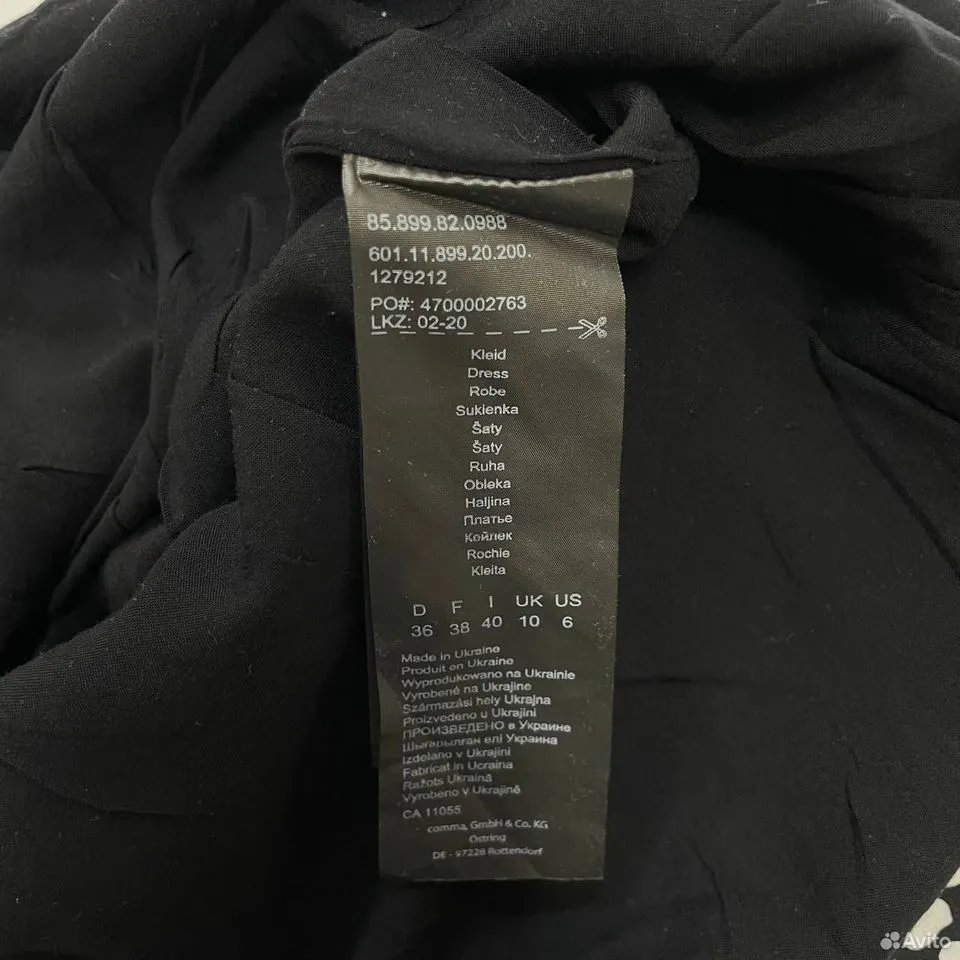 85.899.82.0988
601.11.899.20.200.
1279212
PO#: 4700002763
LKZ: 02-20
Kleid
Dress
Robe
Sukienka
Šaty
Šaty
Ruha
Obleka
Haljina
Платье
Көйлек
Rochie
Kleita
D F I UK US
36 38 40 10 6
Made in Ukraine
Produit en Ukraine
Wyprodukowano na Ukrainie
Vyrobené na Ukrajine
Származási hely Ukrajna
Proizvedeno u Ukrajini
ПРОИЗВЕДЕНО в Украине
Шығарылған елі Украина
Izdelano v Ukrajini
Fabricat in Ucraina
Ražots Ukrainā
Vyrobeno v Ukrajině
CA 11055
comma, GmbH & Co. KG
Ostring
DE - 97228 Rottendorf
Avito